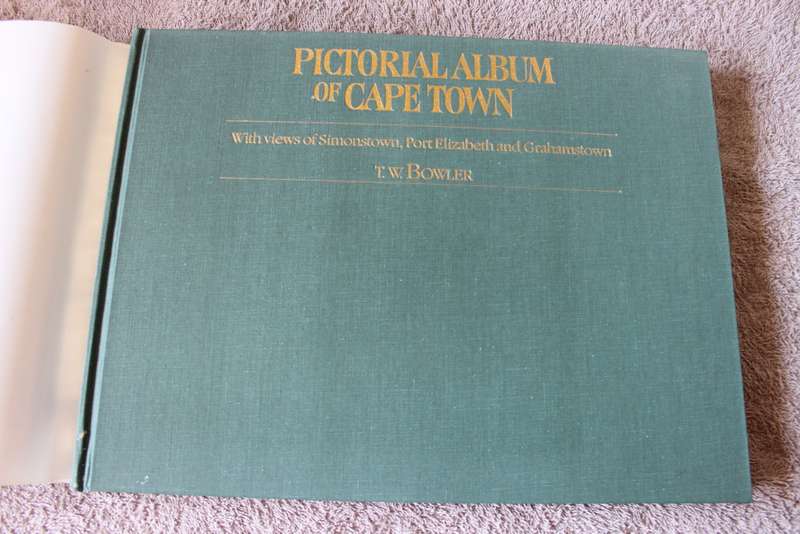 PICTORIAL ALBUM
OF CAPE TOWN
With views of Simonstown, Port Elizabeth and Grahamstown
T. W. BOWLER